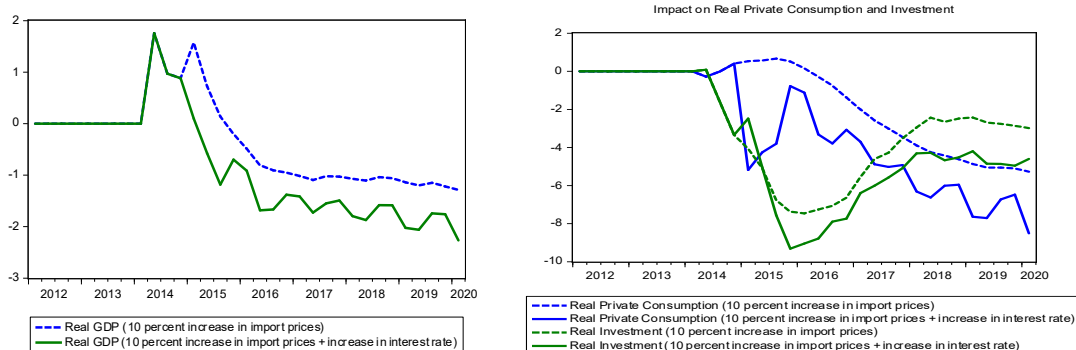 2
1
0
-1
-2
-3
2012 2013 2014 2015 2016 2017 2018 2019 2020
Real GDP (10 percent increase in import prices)
Real GDP (10 percent increase in import prices + increase in interest rate)
Impact on Real Private Consumption and Investment
2
0
-2
-4
-6
-8
-10
2012 2013 2014 2015 2016 2017 2018 2019 2020
Real Private Consumption (10 percent increase in import prices)
Real Private Consumption (10 percent increase in import prices + increase in interest rate)
Real Investment (10 percent increase in import prices)
Real Investment (10 percent increase in import prices + increase in interest rate)